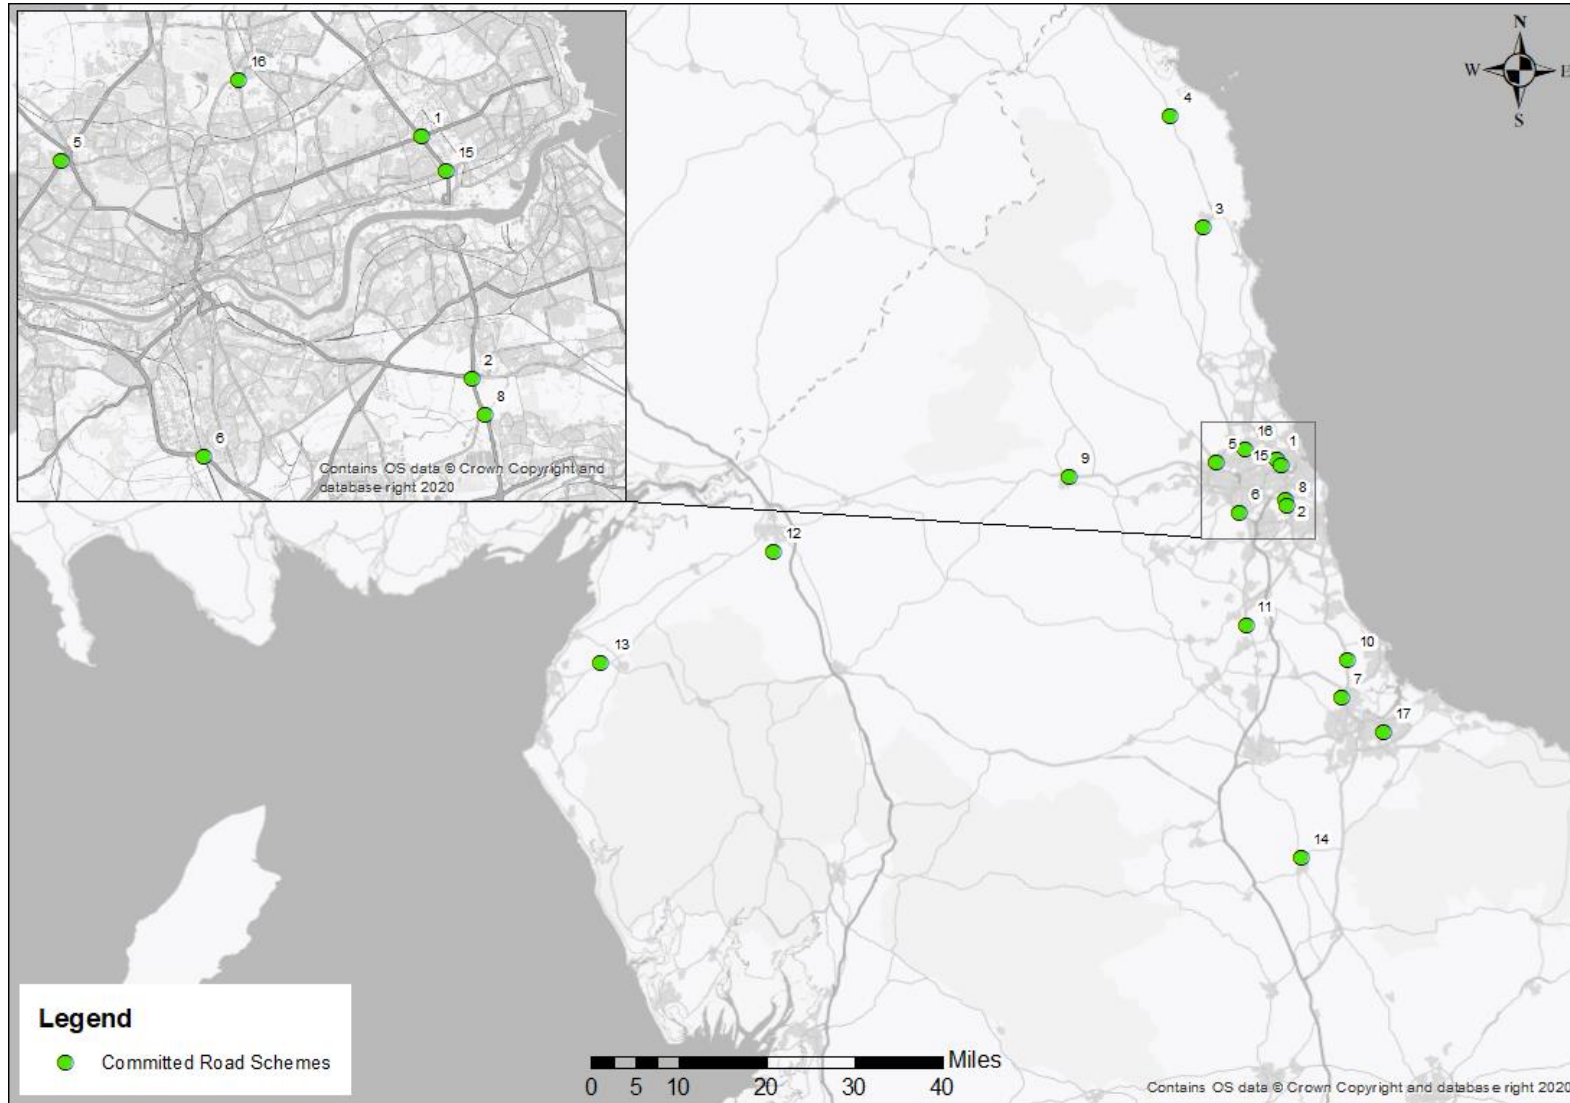 16
1
15
5
2
8
6
Contains OS data © Crown Copyright and
database right 2020
N
W
E
S
4
3
16
1
5
15
9
8
6
2
12
11
13
10
7
17
14
Legend
Committed Road Schemes
Miles
0 5 10 20 30 40
Contains OS data © Crown Copyright and database right 2020